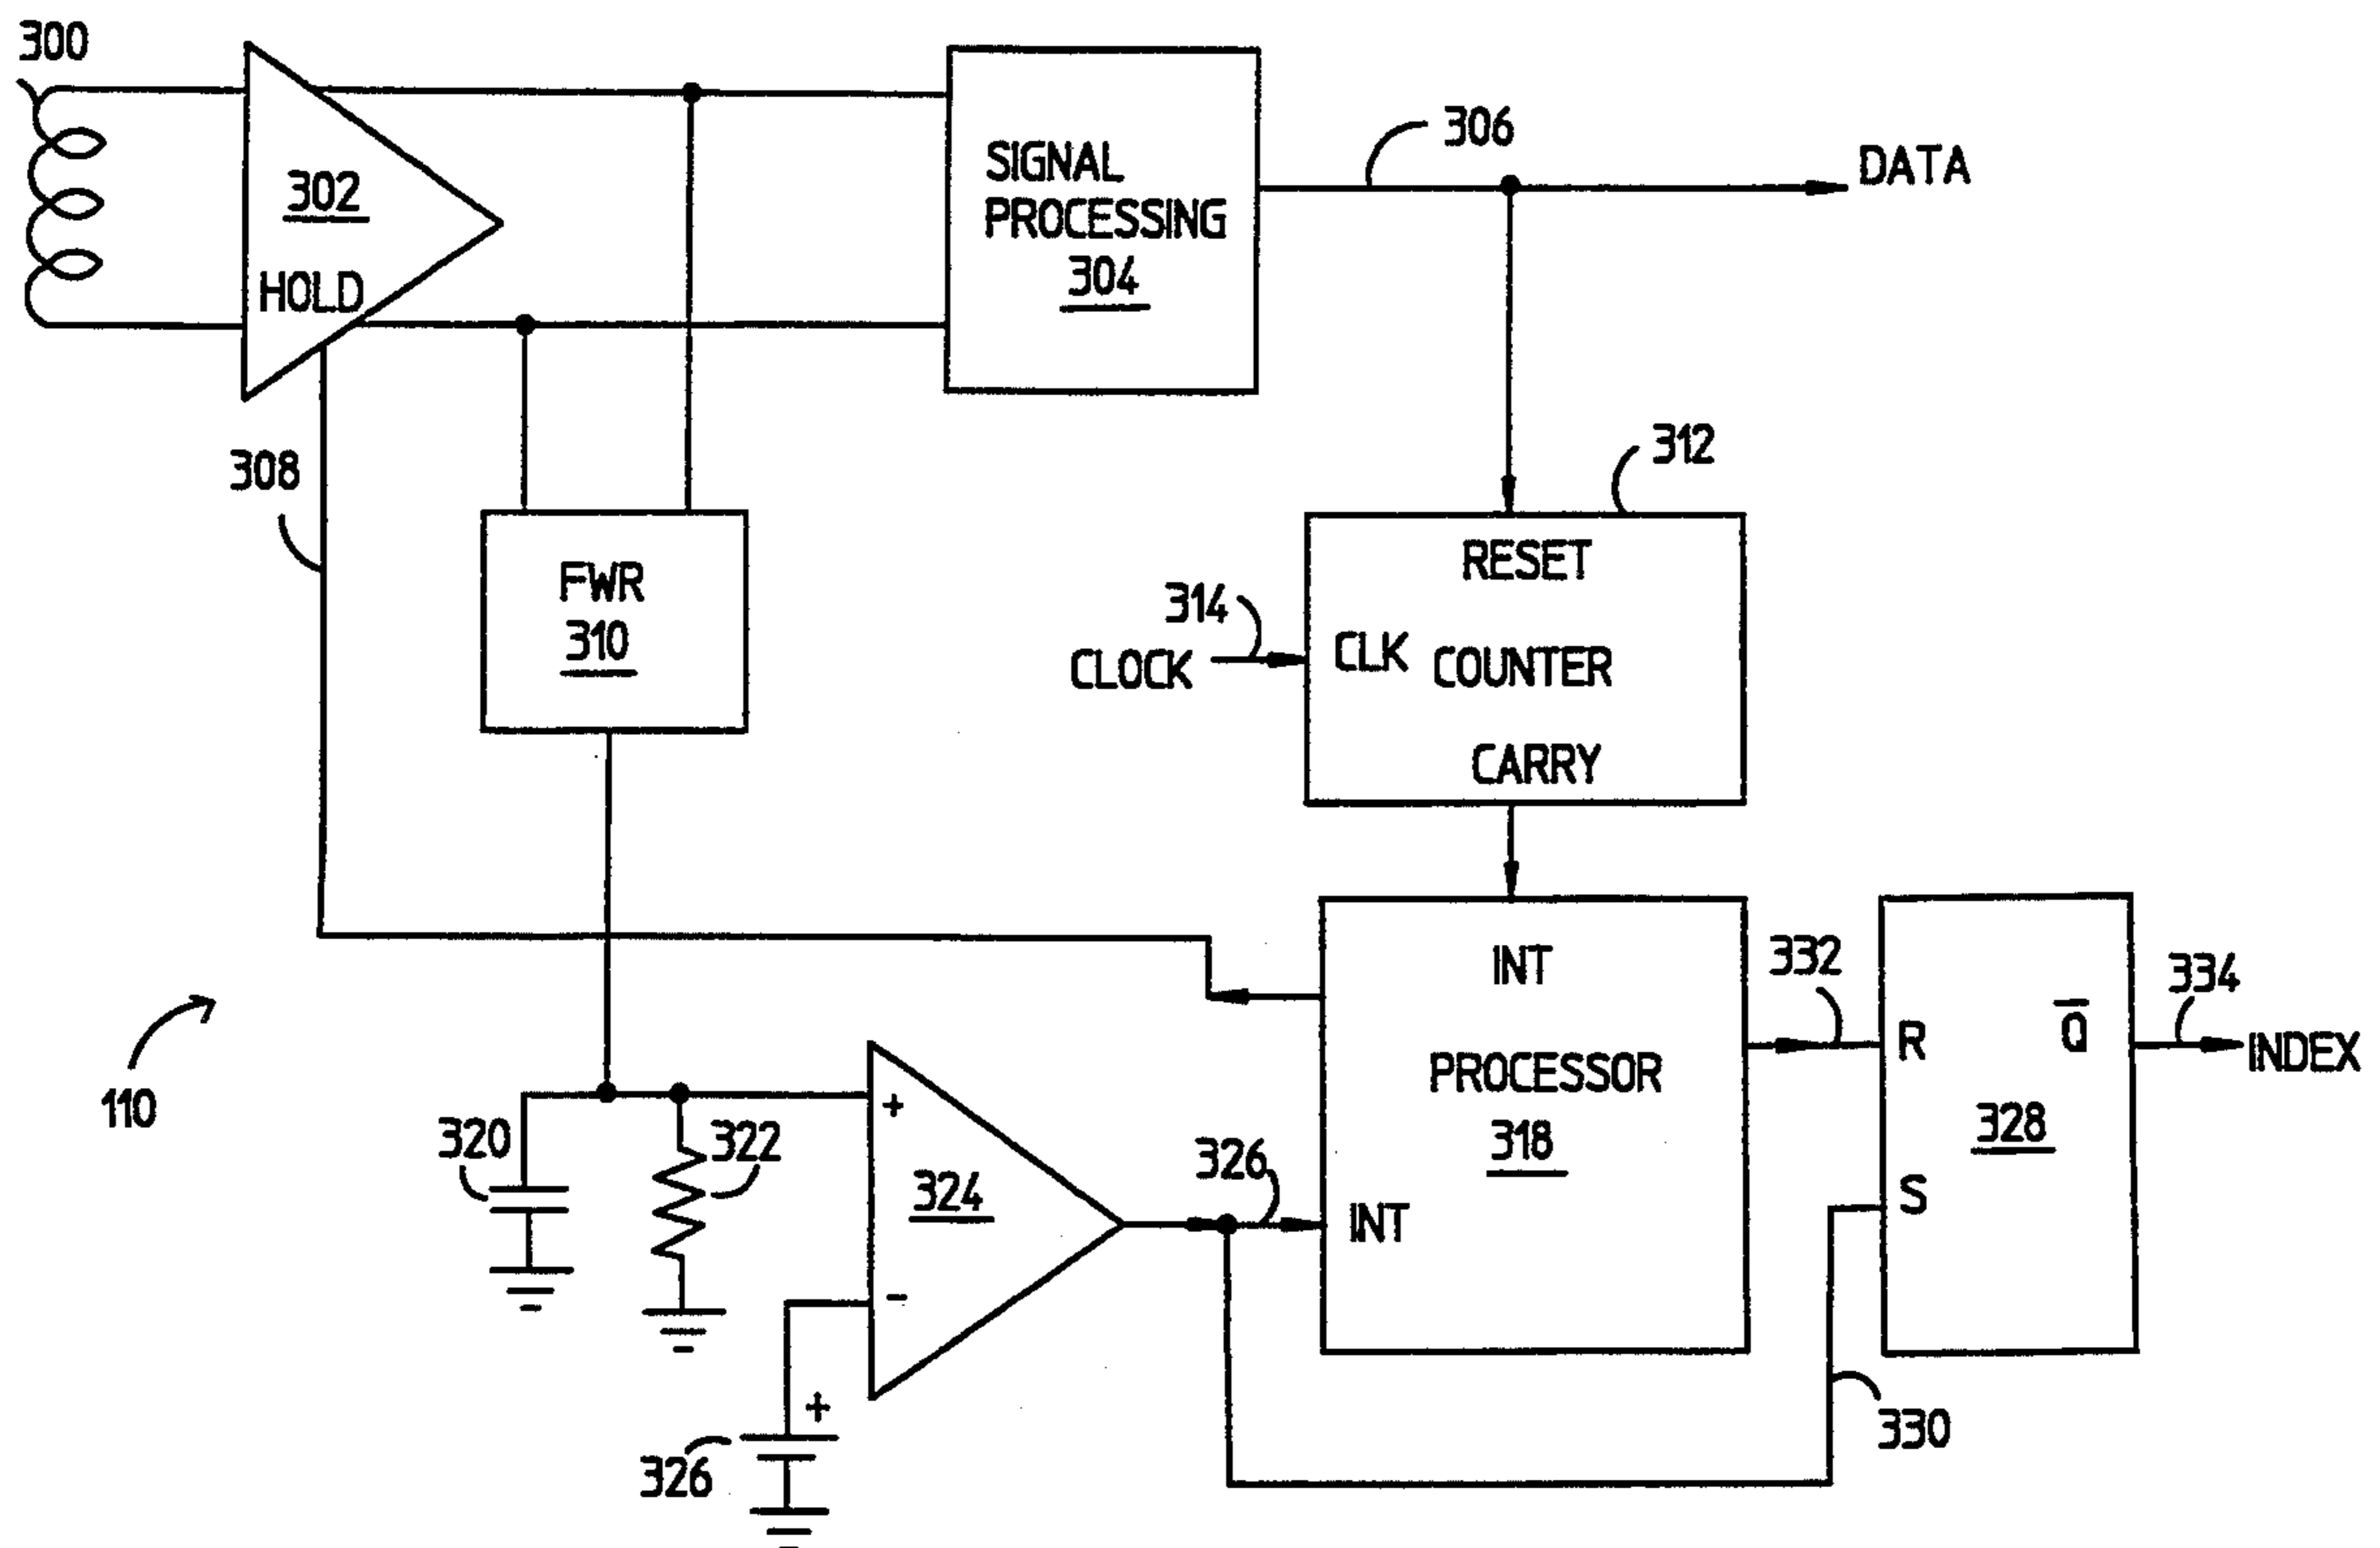 300
302
HOLD
SIGNAL
PROCESSING
304
306
DATA
308
FWR
310
312
RESET
314
CLOCK
CLK
COUNTER
CARRY
110
INT
PROCESSOR
318
INT
332
R
Q̅
334
INDEX
328
S
320
322
+
324
-
326
+
326
330